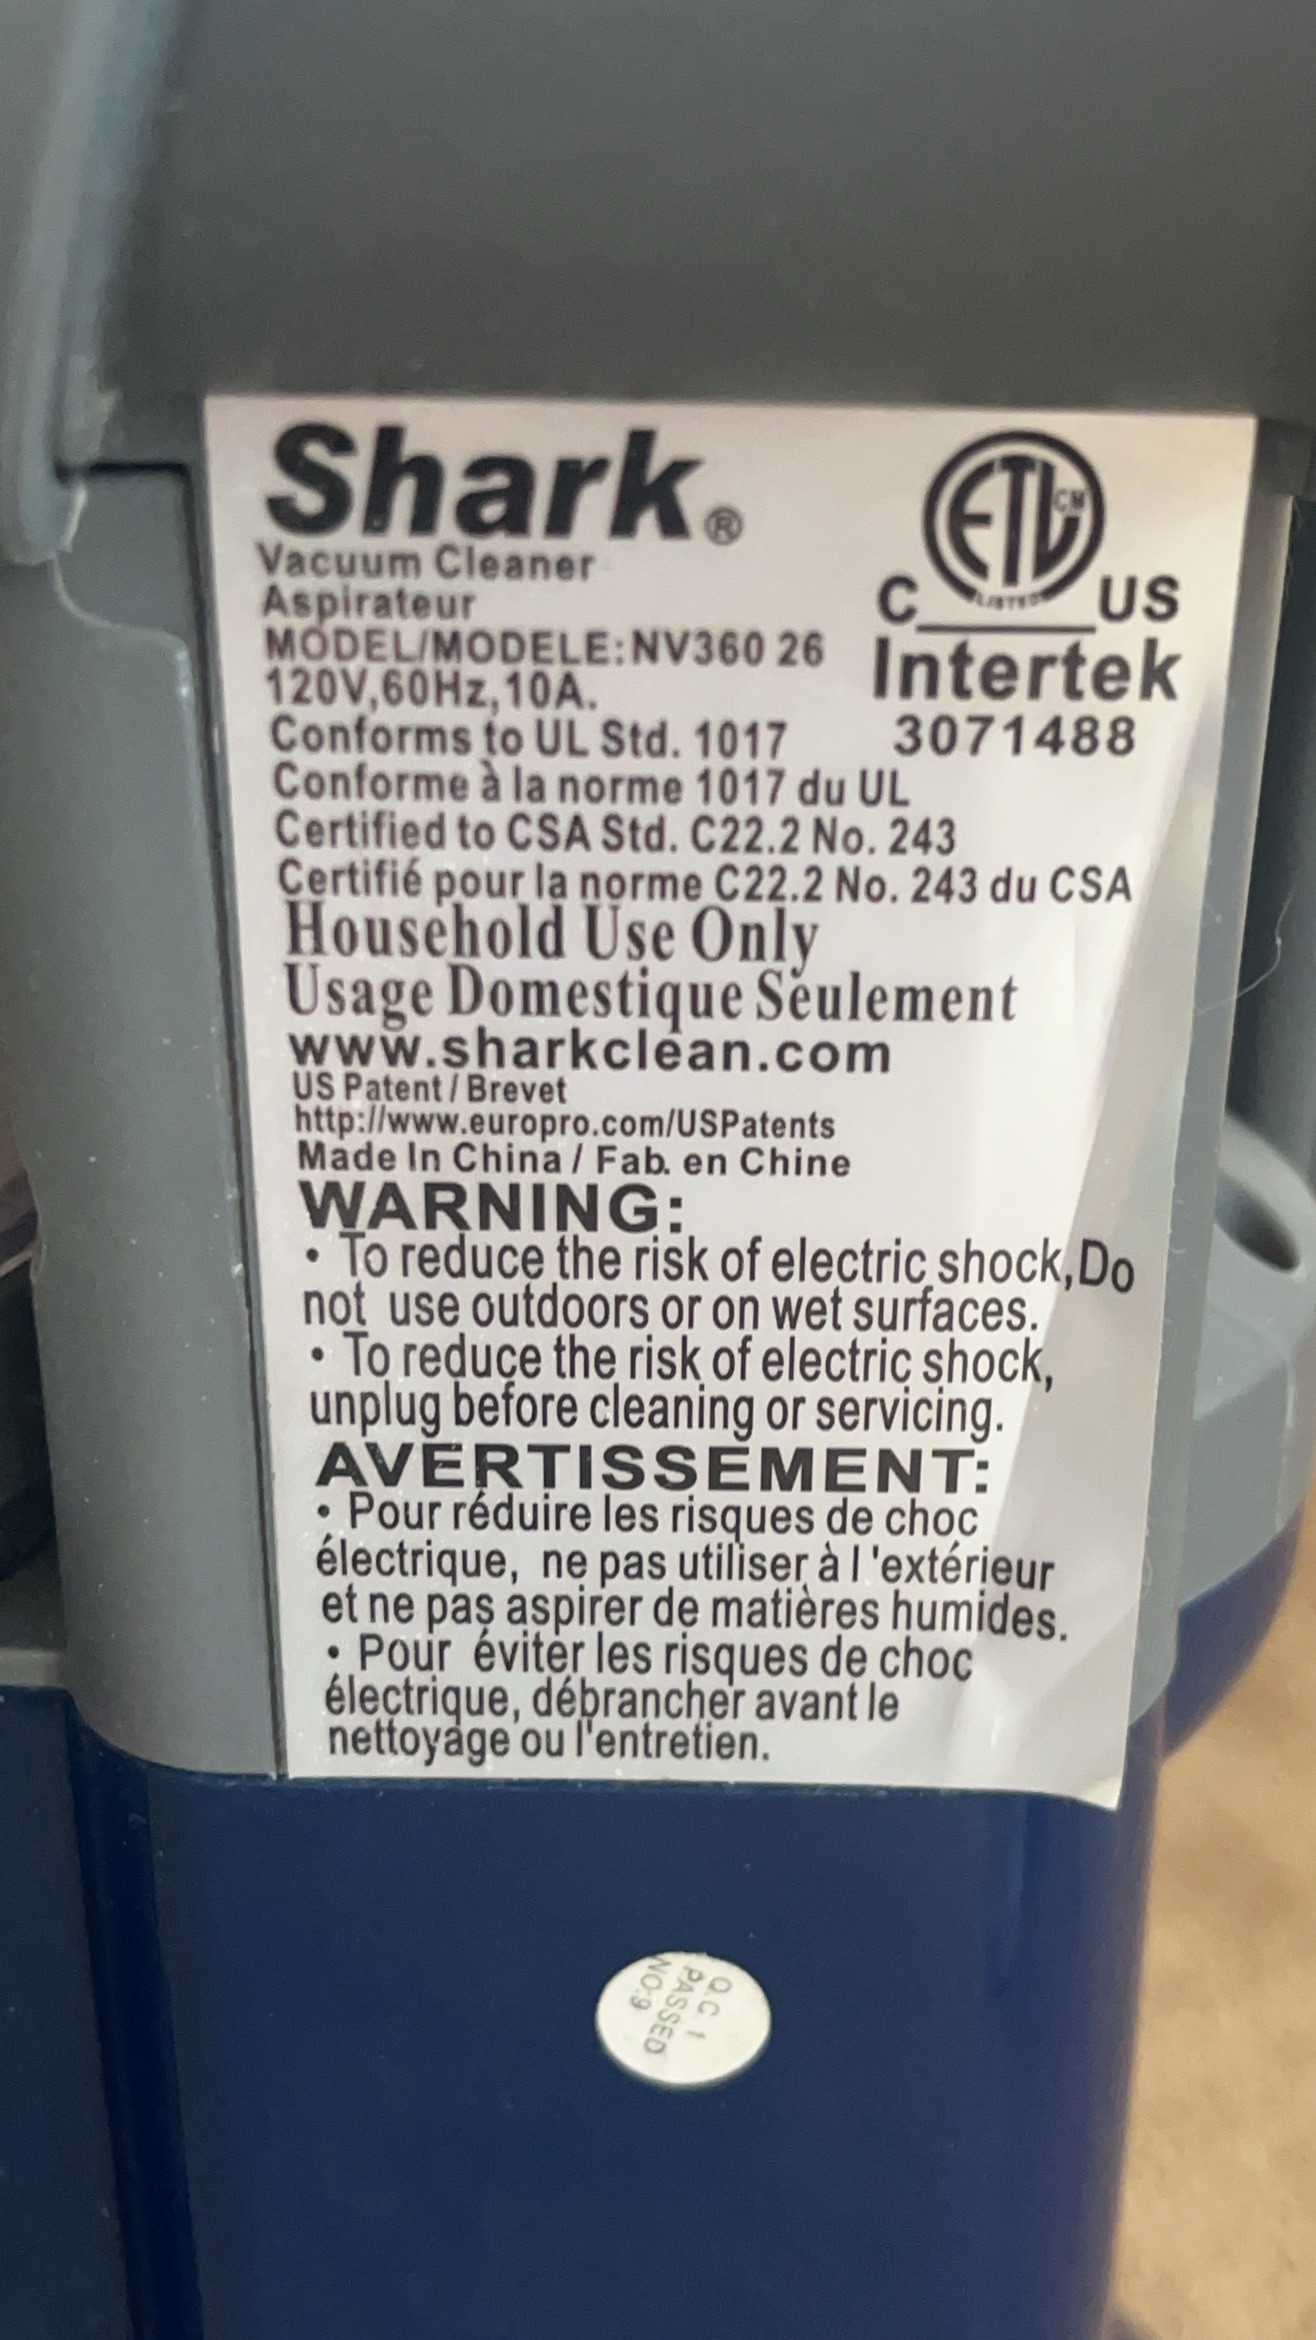 Shark®
Vacuum Cleaner
Aspirateur
MODEL/MODELE:NV360 26
120V,60Hz,10A.
Conforms to UL Std. 1017
Conforme à la norme 1017 du UL
Certified to CSA Std. C22.2 No. 243
Certifié pour la norme C22.2 No. 243 du CSA
ETL CM
LISTED
C US
Intertek
3071488
Household Use Only
Usage Domestique Seulement
www.sharkclean.com
US Patent / Brevet
http://www.europro.com/USPatents
Made In China / Fab. en Chine
WARNING:
• To reduce the risk of electric shock,Do
not use outdoors or on wet surfaces.
• To reduce the risk of electric shock,
unplug before cleaning or servicing.
AVERTISSEMENT:
• Pour réduire les risques de choc
électrique, ne pas utiliser à l'extérieur
et ne pas aspirer de matières humides.
• Pour éviter les risques de choc
électrique, débrancher avant le
nettoyage ou l'entretien.
Q.C. 1
PASSED
NO:9